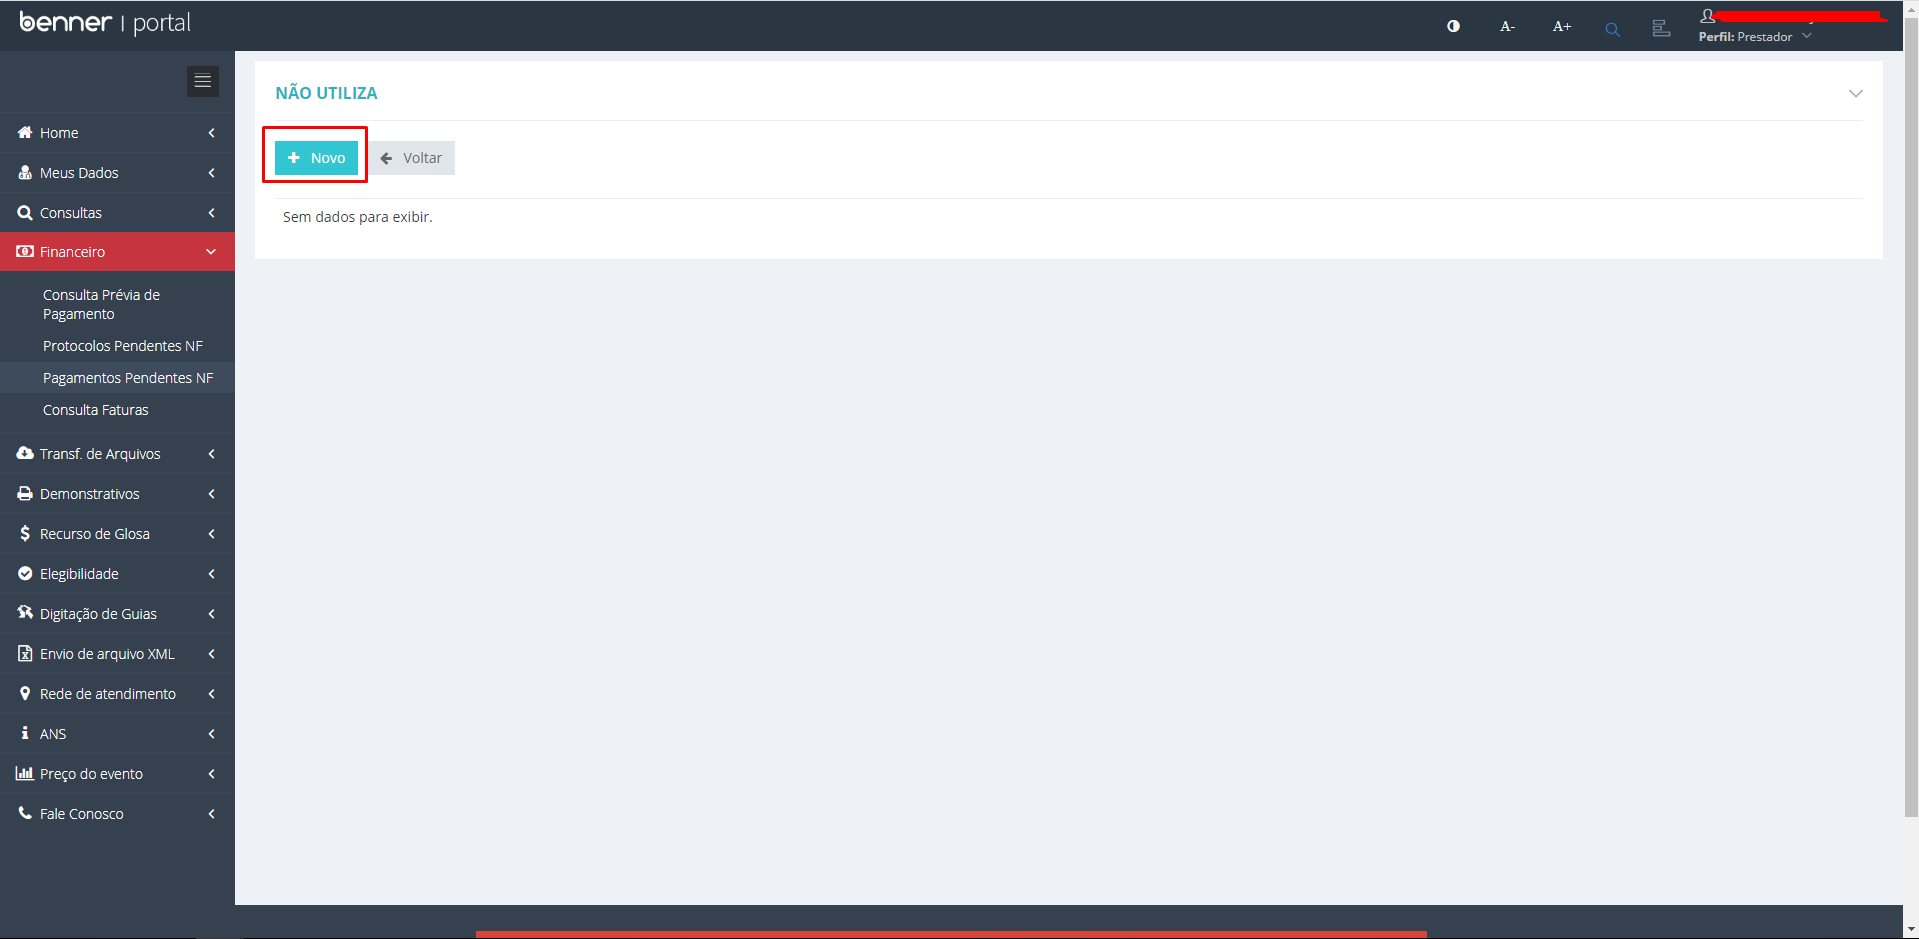 benner | portal
A-
A+
Perfil: Prestador
Home
Meus Dados
Consultas
Financeiro
Consulta Prévia de
Pagamento
Protocolos Pendentes NF
Pagamentos Pendentes NF
Consulta Faturas
Transf. de Arquivos
Demonstrativos
Recurso de Glosa
Elegibilidade
Digitação de Guias
Envio de arquivo XML
Rede de atendimento
ANS
Preço do evento
Fale Conosco
NÃO UTILIZA
Novo
Voltar
Sem dados para exibir.